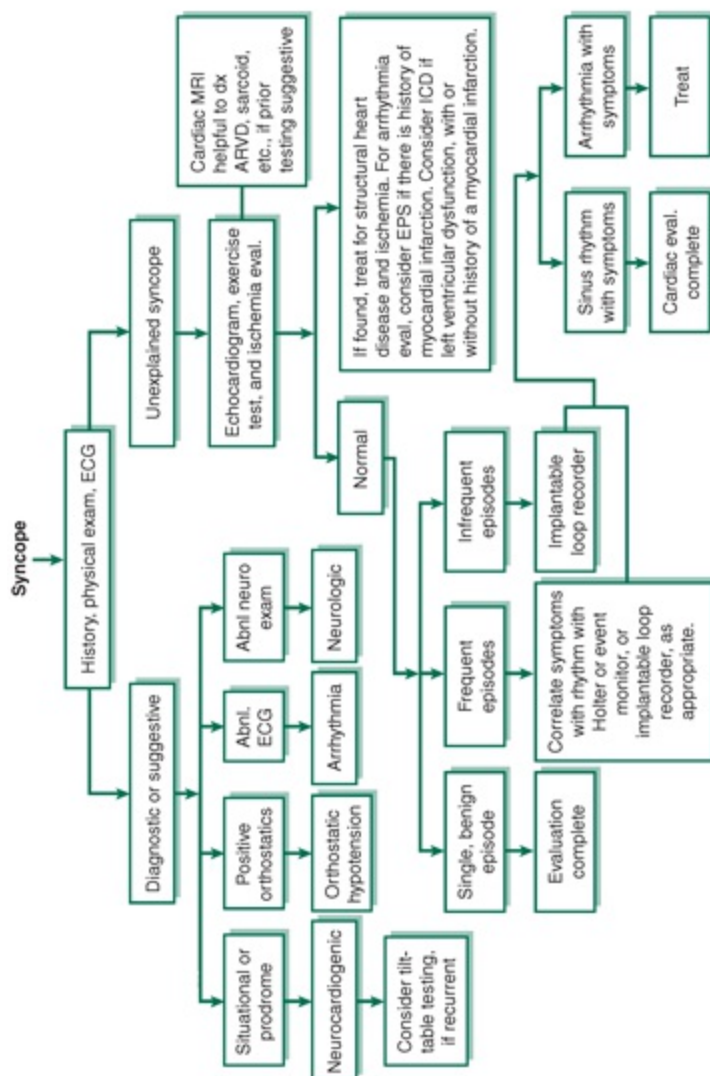 Syncope
History, physical exam, ECG
Diagnostic or suggestive
Unexplained syncope
Situational or
prodrome
Positive
orthostatics
Abnl.
ECG
Abnl neuro
exam
Neurocardiogenic
Orthostatic
hypotension
Arrhythmia
Neurologic
Consider tilt-
table testing,
if recurrent
Echocardiogram, exercise
test, and ischemia eval.
Cardiac MRI
helpful to dx
ARVD, sarcoid,
etc., if prior
testing suggestive
Normal
If found, treat for structural heart
disease and ischemia. For arrhythmia
eval, consider EPS if there is history of
myocardial infarction. Consider ICD if
left ventricular dysfunction, with or
without history of a myocardial infarction.
Single, benign
episode
Frequent
episodes
Infrequent
episodes
Evaluation
complete
Correlate symptoms
with rhythm with
Holter or event
monitor, or
implantable loop
recorder, as
appropriate.
Implantable
loop recorder
Sinus rhythm
with symptoms
Arrhythmia with
symptoms
Cardiac eval.
complete
Treat